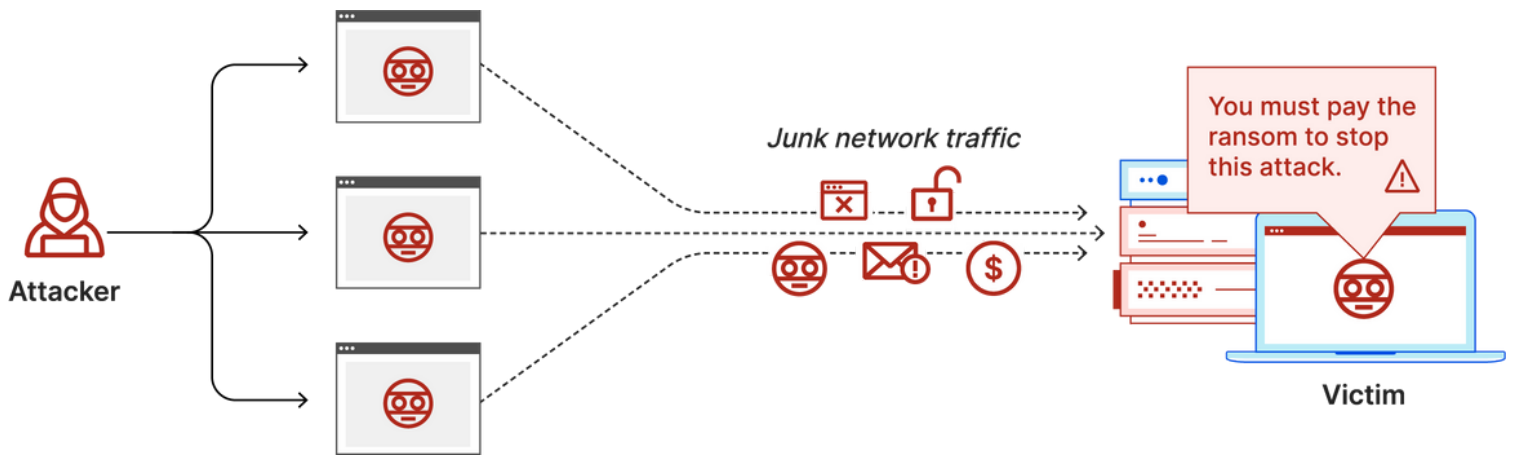 Junk network traffic
You must pay the
ransom to stop
this attack.
Attacker
Victim